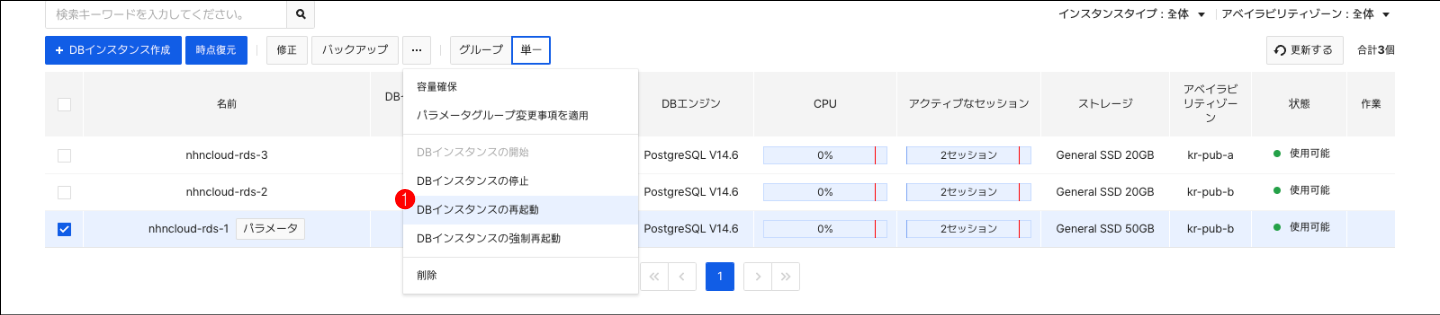 検索キーワードを入力してください。
インスタンスタイプ : 全体
アベイラビリティゾーン : 全体
+ DBインスタンス作成
時点復元
修正
バックアップ
···
グループ
単一
更新する
合計3個
名前
DBエンジン
CPU
アクティブなセッション
ストレージ
アベイラビ
リティゾー
ン
状態
作業
容量確保
パラメータグループ変更事項を適用
DBインスタンスの開始
DBインスタンスの停止
1
DBインスタンスの再起動
DBインスタンスの強制再起動
削除
nhncloud-rds-3
PostgreSQL V14.6
0%
2セッション
General SSD 20GB
kr-pub-a
使用可能
nhncloud-rds-2
PostgreSQL V14.6
0%
2セッション
General SSD 20GB
kr-pub-b
使用可能
nhncloud-rds-1
パラメータ
PostgreSQL V14.6
0%
2セッション
General SSD 50GB
kr-pub-b
使用可能
1